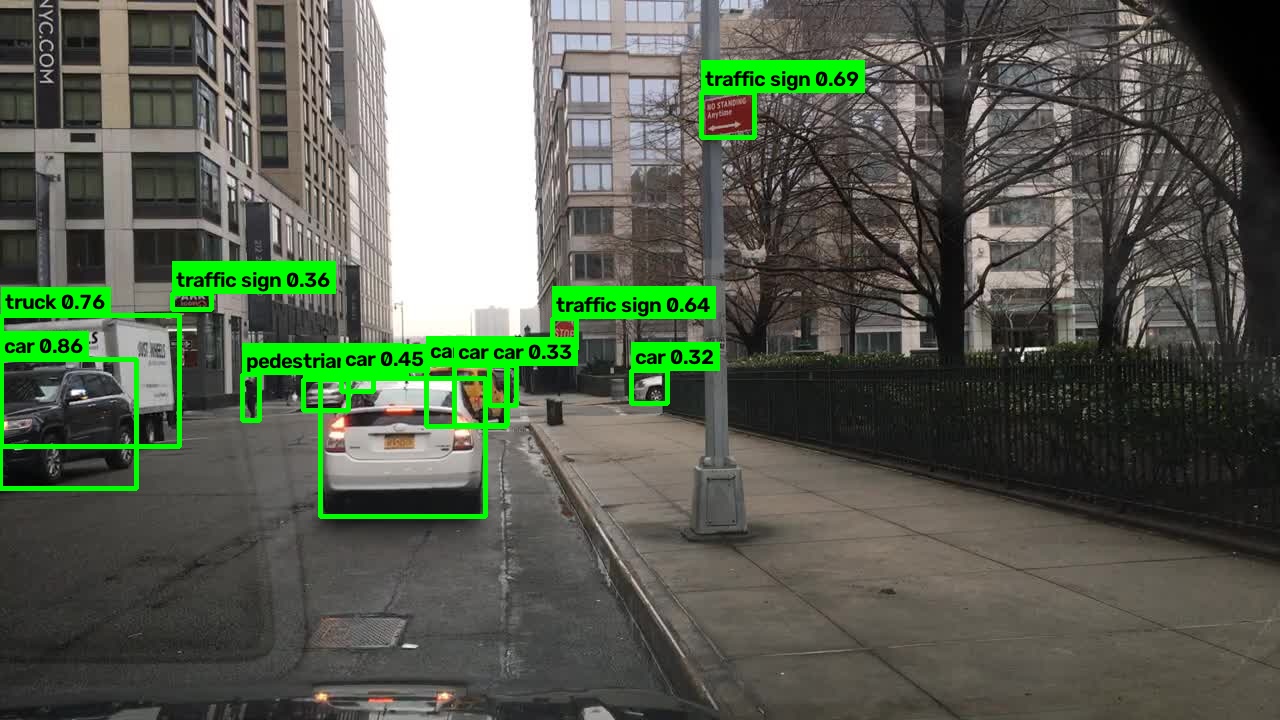 NYC.COM
traffic sign 0.69
NO STANDING
Anytime
traffic sign 0.36
truck 0.76
traffic sign 0.64
STOP
car 0.86
pedestrian
car 0.45
ca
car
car 0.33
car 0.32